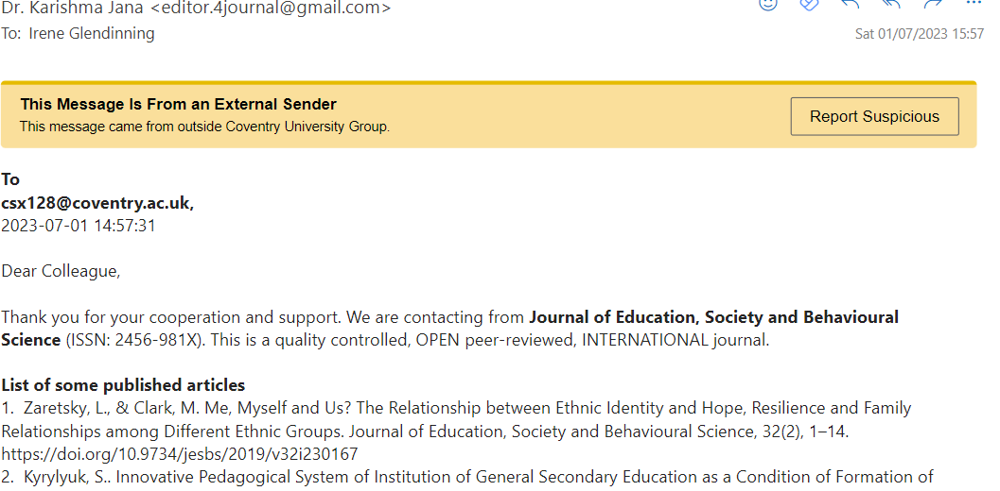 Dr. Karishma Jana <editor.4journal@gmail.com>
To: Irene Glendinning
Sat 01/07/2023 15:57
This Message Is From an External Sender
This message came from outside Coventry University Group.
Report Suspicious
To
csx128@coventry.ac.uk,
2023-07-01 14:57:31
Dear Colleague,
Thank you for your cooperation and support. We are contacting from Journal of Education, Society and Behavioural
Science (ISSN: 2456-981X). This is a quality controlled, OPEN peer-reviewed, INTERNATIONAL journal.
List of some published articles
1. Zaretsky, L., & Clark, M. Me, Myself and Us? The Relationship between Ethnic Identity and Hope, Resilience and Family
Relationships among Different Ethnic Groups. Journal of Education, Society and Behavioural Science, 32(2), 1–14.
https://doi.org/10.9734/jesbs/2019/v32i230167
2. Kyrylyuk, S.. Innovative Pedagogical System of Institution of General Secondary Education as a Condition of Formation of